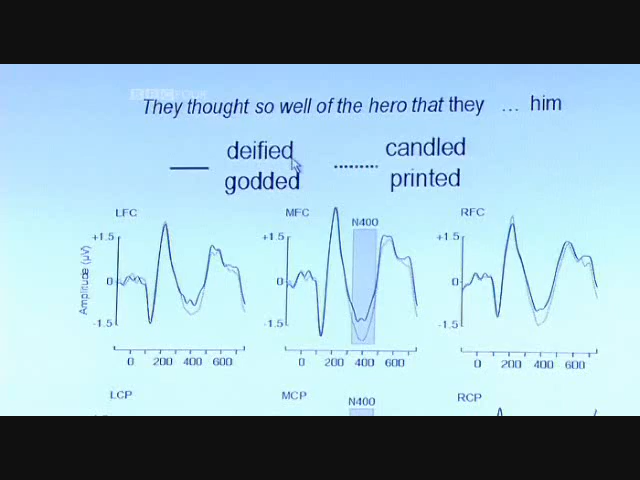 BBC FOUR
They thought so well of the hero that they … him
deified
candled
godded
printed
LFC
MFC
RFC
N400
+1.5
+1.5
+1.5
Amplitude (µV)
0
0
0
-1.5
-1.5
-1.5
0 200 400 600
0 200 400 600
0 200 400 600
LCP
MCP
RCP
N400